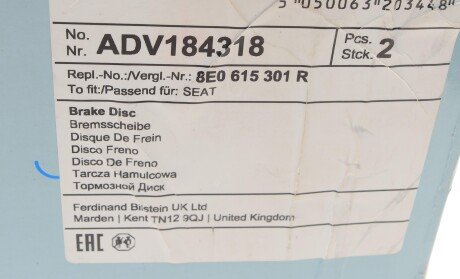 5 050063 203448
No. Nr. ADV184318 Pcs. Stck. 2
Repl.-No.:/Vergl.-Nr.: 8E0 615 301 R
To fit:/Passend für: SEAT
Brake Disc
Bremsscheibe
Disque De Frein
Disco Freno
Disco De Freno
Tarcza Hamulcowa
Тормозной Диск
Ferdinand Bilstein UK Ltd
Marden | Kent TN12 9QJ | United Kingdom
EAC